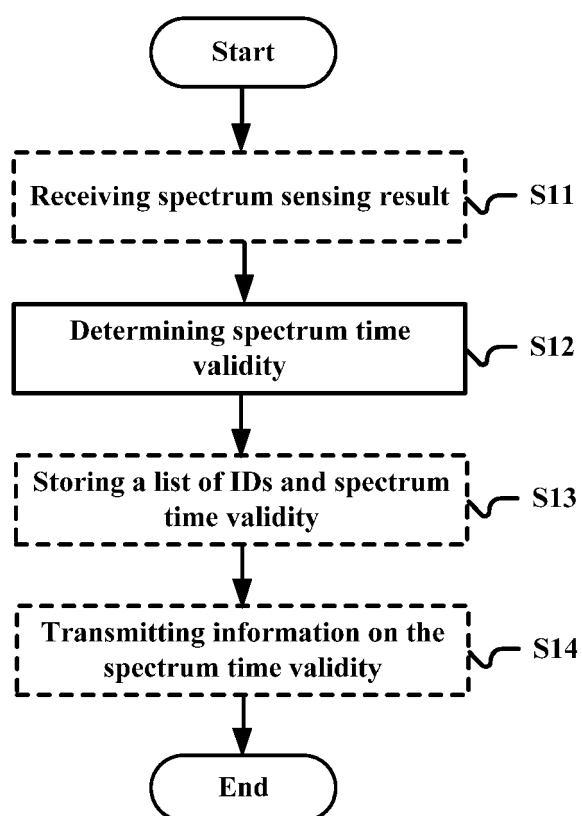 Start
Receiving spectrum sensing result
S11
Determining spectrum time
validity
S12
Storing a list of IDs and spectrum
time validity
S13
Transmitting information on the
spectrum time validity
S14
End